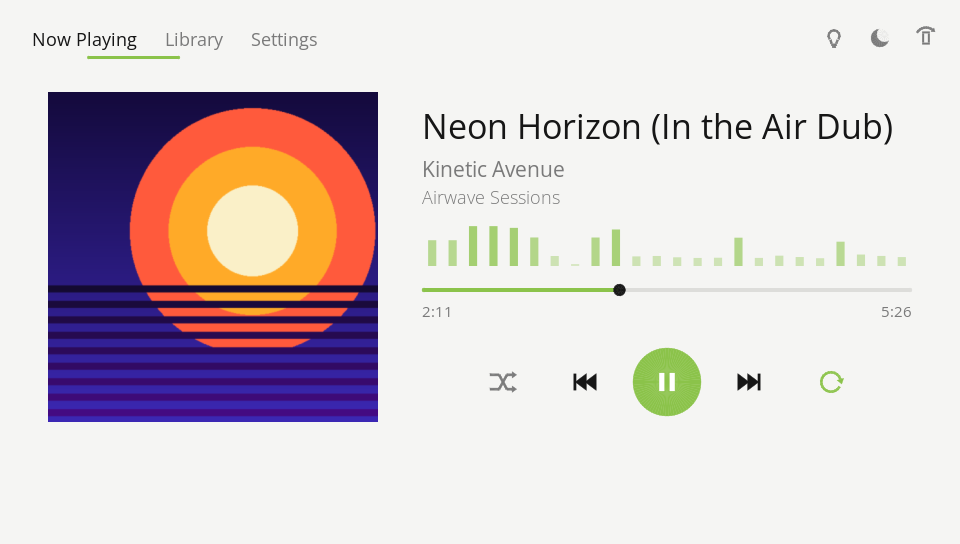 Now Playing Library Settings
Neon Horizon (In the Air Dub)
Kinetic Avenue
Airwave Sessions
2:11 5:26